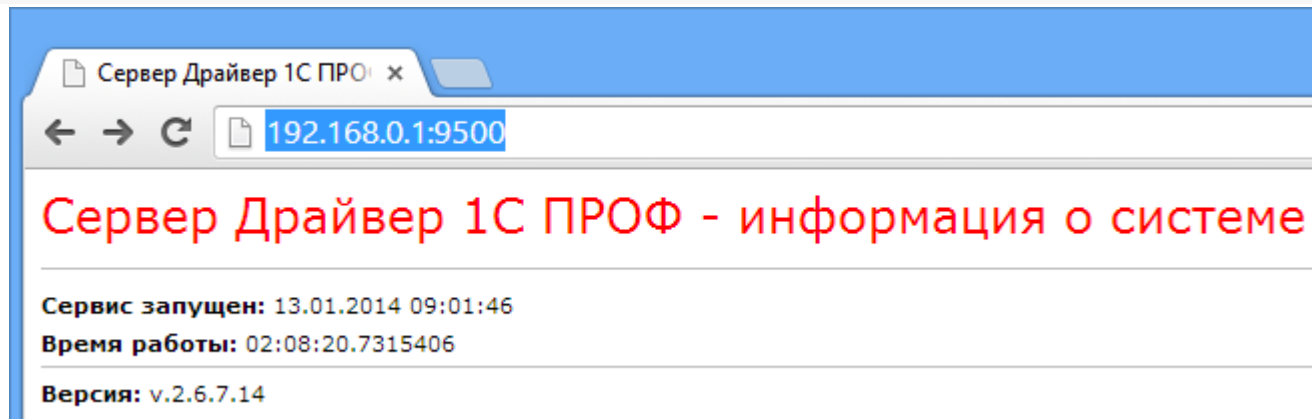 Сервер Драйвер 1С ПРО
192.168.0.1:9500
Сервер Драйвер 1С ПРОФ - информация о системе
Сервис запущен: 13.01.2014 09:01:46
Время работы: 02:08:20.7315406
Версия: v.2.6.7.14